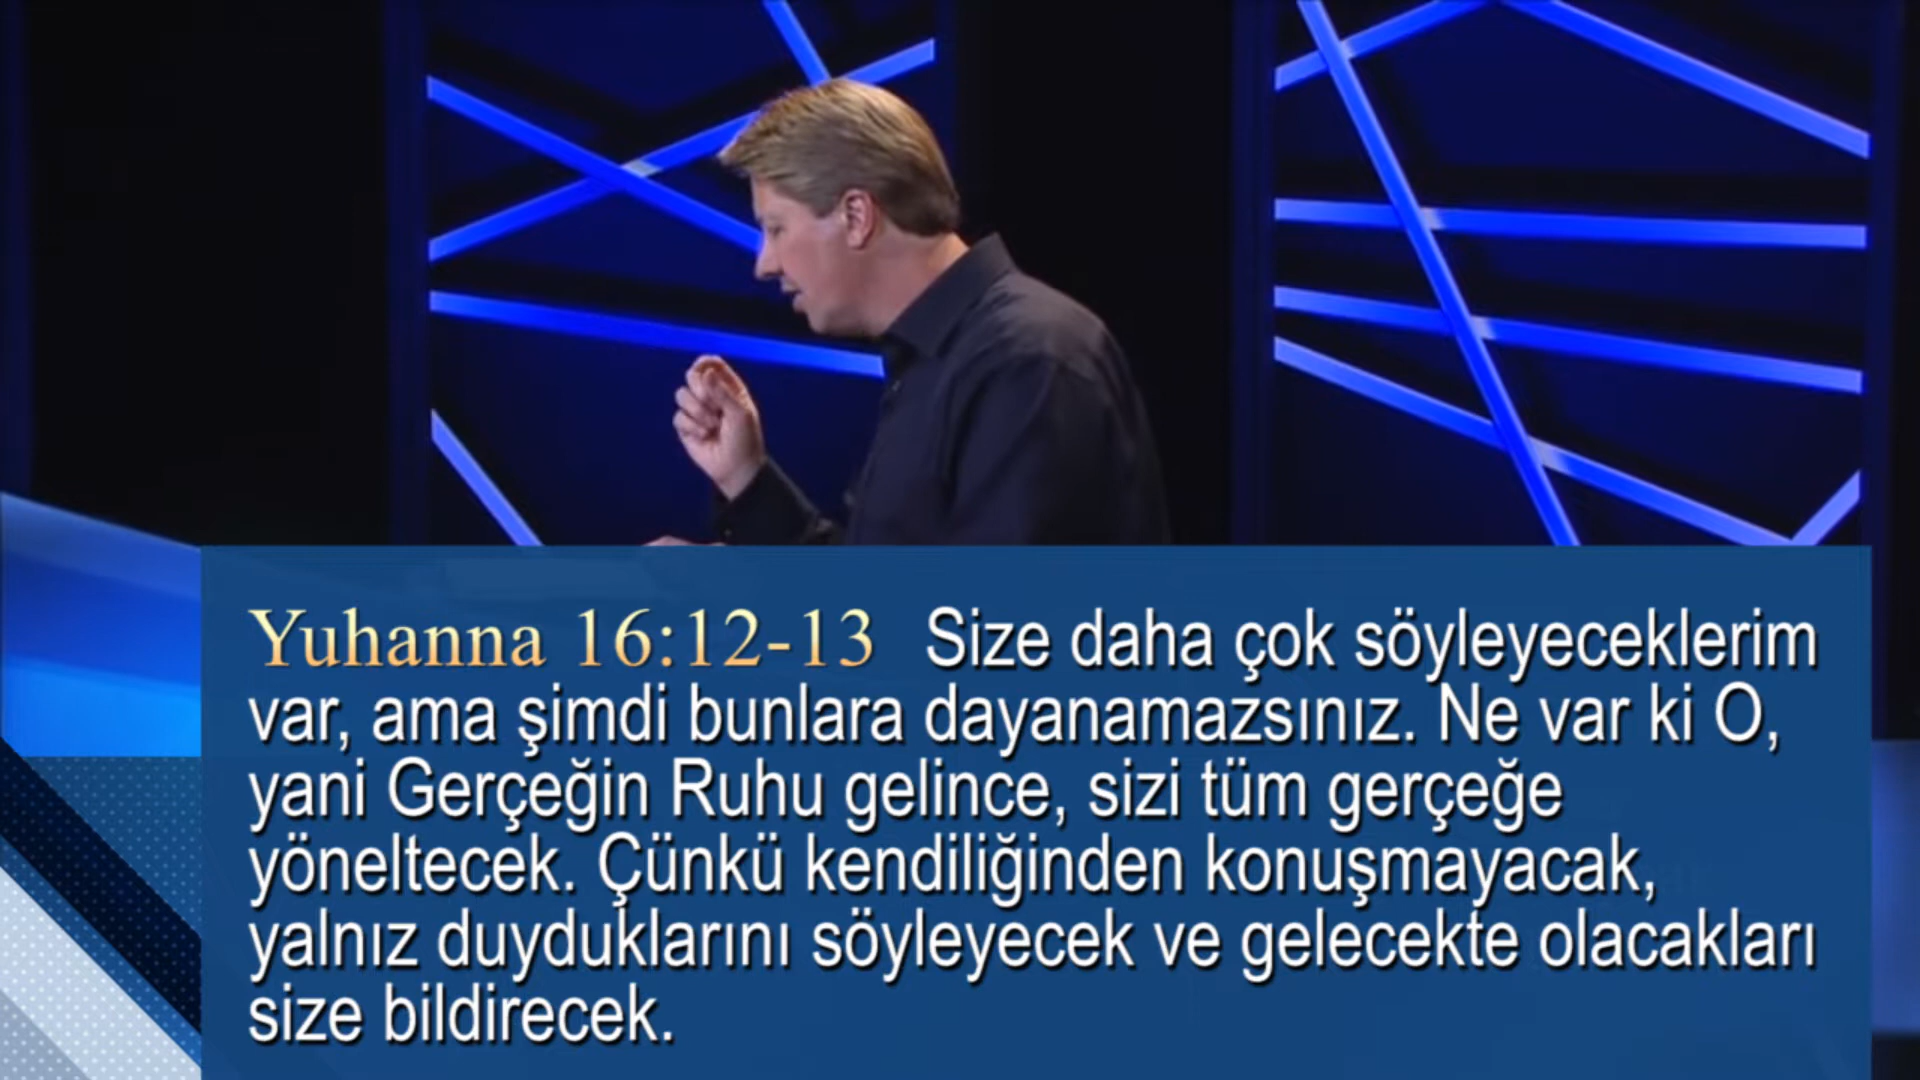 Yuhanna 16:12-13 Size daha çok söyleyeceklerim
var, ama şimdi bunlara dayanamazsınız. Ne var ki O,
yani Gerçeğin Ruhu gelince, sizi tüm gerçeğe
yöneltecek. Çünkü kendiliğinden konuşmayacak,
yalnız duyduklarını söyleyecek ve gelecekte olacakları
size bildirecek.